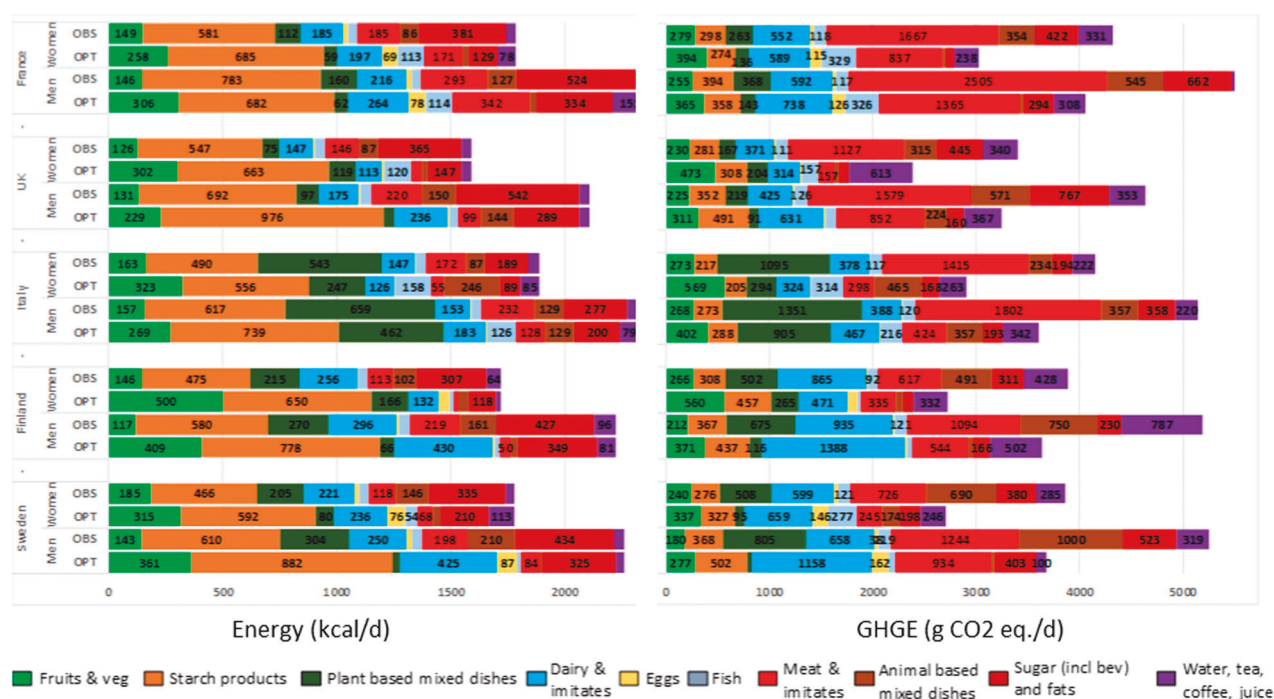 France
Women
OBS 149 581 112 185 185 86 381 279 298 263 552 118 1667 354 422 331
OPT 258 685 59 197 69 113 171 129 78 394 274 136 589 115 329 837 238
Men
OBS 146 783 160 216 293 127 524 255 394 368 592 117 2505 545 662
OPT 306 682 62 264 78 114 342 334 365 358 143 738 126 326 1365 294 308
UK
Women
OBS 126 547 75 147 146 87 365 230 281 167 371 111 1127 315 445 340
OPT 302 663 119 113 120 147 473 308 204 314 157 157 613
Men
OBS 131 692 97 175 220 150 542 225 352 219 425 126 1579 571 767 353
OPT 229 976 236 99 144 289 311 491 91 631 852 224 160 367
Italy
Women
OBS 163 490 543 147 172 87 189 273 217 1095 378 117 1415 234 194 222
OPT 323 556 247 126 158 55 246 89 85 569 205 294 324 314 298 465 168 263
Men
OBS 157 617 659 153 232 129 277 268 273 1351 388 120 1802 357 358 220
OPT 269 739 462 183 126 128 129 200 79 402 288 905 467 216 424 357 193 342
Finland
Women
OBS 146 475 215 256 113 102 307 64 266 308 502 865 92 617 491 311 428
OPT 500 650 166 132 118 560 457 265 471 335 332
Men
OBS 117 580 270 296 219 161 427 96 212 367 675 935 121 1094 750 230 787
OPT 409 778 66 430 50 349 81 371 437 116 1388 544 166 502
Sweden
Women
OBS 185 466 205 221 118 146 335 240 276 508 599 121 726 690 380 285
OPT 315 592 80 236 76 54 68 210 113 337 327 95 659 146 277 245 174 198 246
Men
OBS 143 610 304 250 198 210 434 180 368 805 658 1244 1000 523 319
OPT 361 882 425 87 84 325 277 502 1158 162 934 403 100
0 500 1000 1500 2000 0 1000 2000 3000 4000 5000
Energy (kcal/d) GHGE (g CO2 eq./d)
Fruits & veg Starch products Plant based mixed dishes Dairy & imitates Eggs Fish Meat & imitates Animal based mixed dishes Sugar (incl bev) and fats Water, tea, coffee, juice